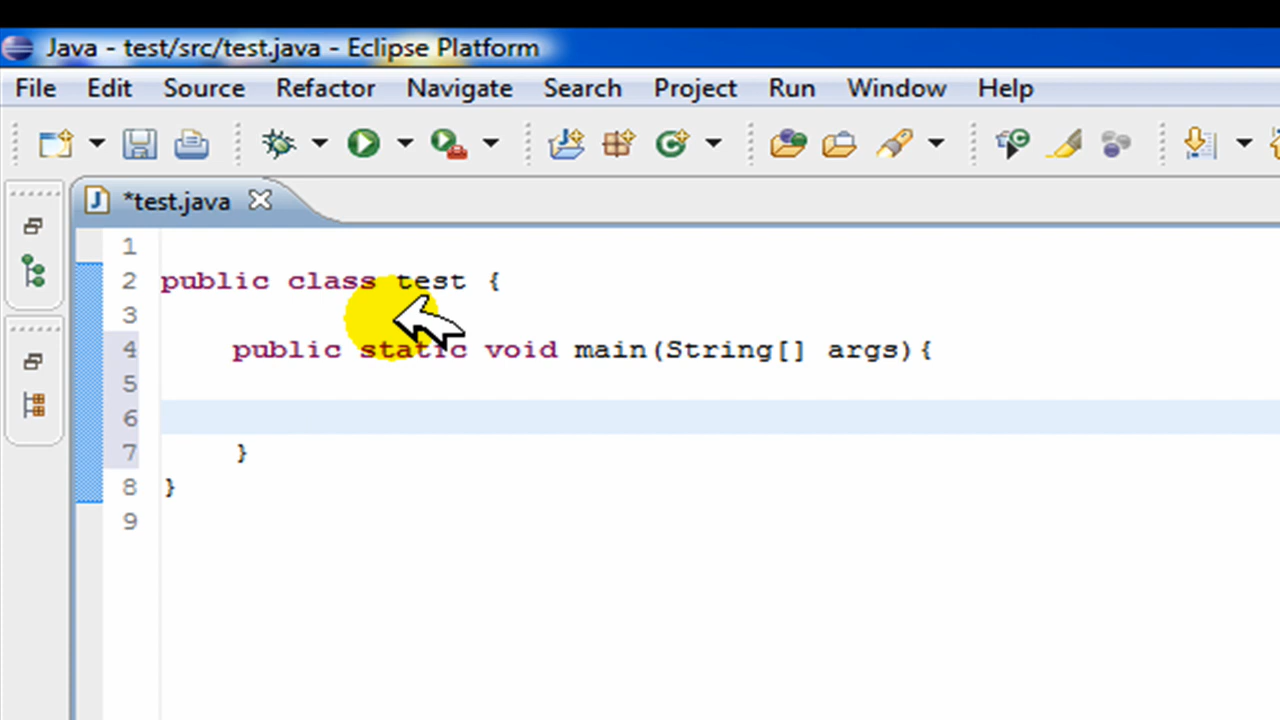 Java - test/src/test.java - Eclipse Platform
File Edit Source Refactor Navigate Search Project Run Window Help
*test.java
1
2 public class test {
3
4 public static void main(String[] args){
5
6
7 }
8 }
9